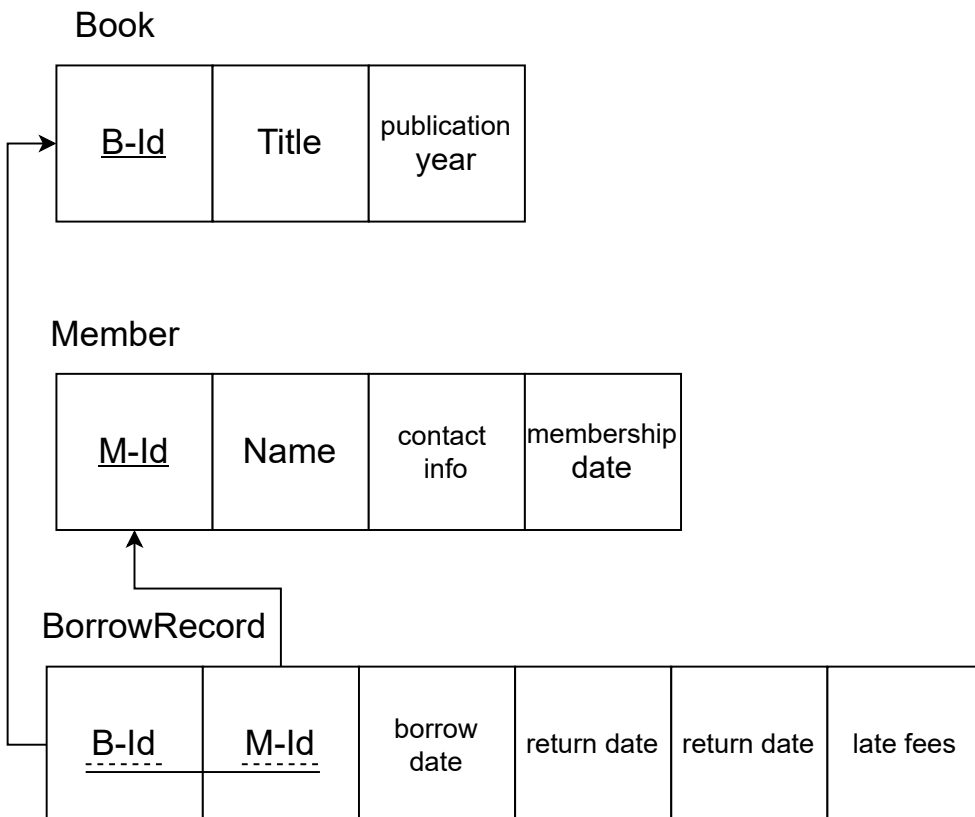 Book
B-Id
Title
publication
year
Member
M-Id
Name
contact
info
membership
date
BorrowRecord
B-Id
M-Id
borrow
date
return date
return date
late fees